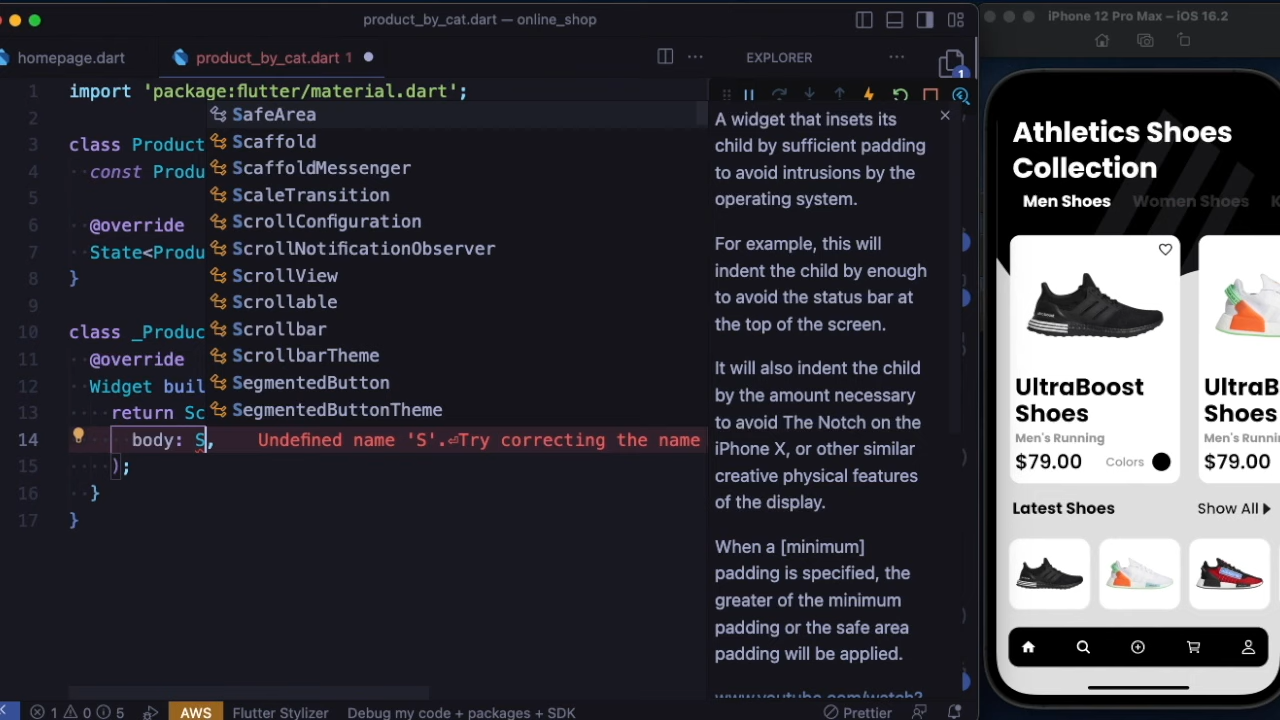 product_by_cat.dart — online_shop
iPhone 12 Pro Max – iOS 16.2
homepage.dart
product_by_cat.dart 1
EXPLORER
1
1 import 'package:flutter/material.dart';
2
3 class Product
4 const Produ
5
6 @override
7 State<Produ
8 }
9
10 class _Produc
11 @override
12 Widget buil
13 return Sc
14 body: S, Undefined name 'S'.⏎Try correcting the name
15 );
16 }
17 }
SafeArea
Scaffold
ScaffoldMessenger
ScaleTransition
ScrollConfiguration
ScrollNotificationObserver
ScrollView
Scrollable
Scrollbar
ScrollbarTheme
SegmentedButton
SegmentedButtonTheme
A widget that insets its
child by sufficient padding
to avoid intrusions by the
operating system.
For example, this will
indent the child by enough
to avoid the status bar at
the top of the screen.
It will also indent the child
by the amount necessary
to avoid The Notch on the
iPhone X, or other similar
creative physical features
of the display.
When a [minimum]
padding is specified, the
greater of the minimum
padding or the safe area
padding will be applied.
www.youtube.com/watch?
1 0 5 AWS Flutter Stylizer Debug my code + packages + SDK Prettier
Athletics Shoes
Collection
Men Shoes Women Shoes K
UltraBoost
Shoes
Men's Running
$79.00 Colors
UltraB
Shoes
Men's Runnin
$79.00
Latest Shoes Show All